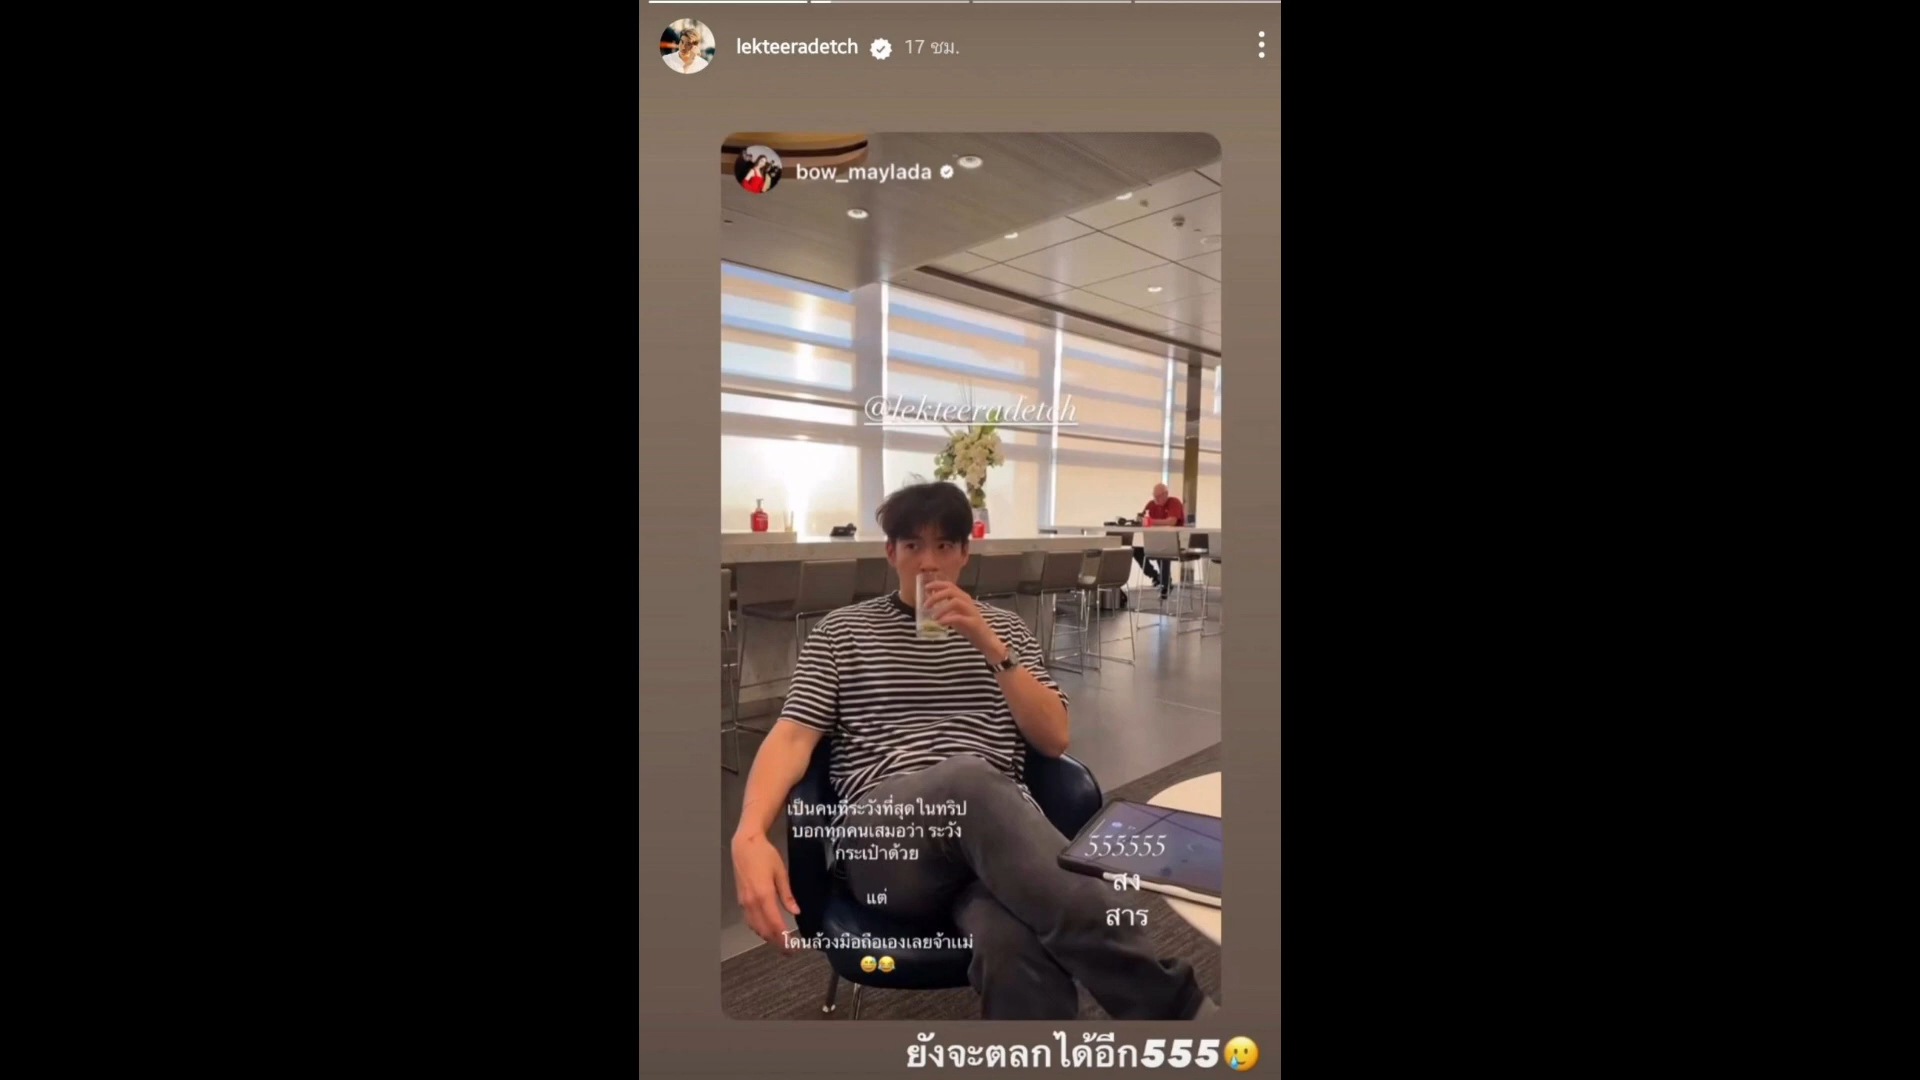 lekteeradetch 17 ชม.
bow_maylada
@lekteeradetch
เป็นคนที่ระวังที่สุดในทริป
บอกทุกคนเสมอว่า ระวัง
กระเป๋าด้วย
แต่
โดนล้วงมือถือเองเลยจ้าแม่
😅😂
555555
สง
สาร
ยังจะตลกได้อีก555🥲